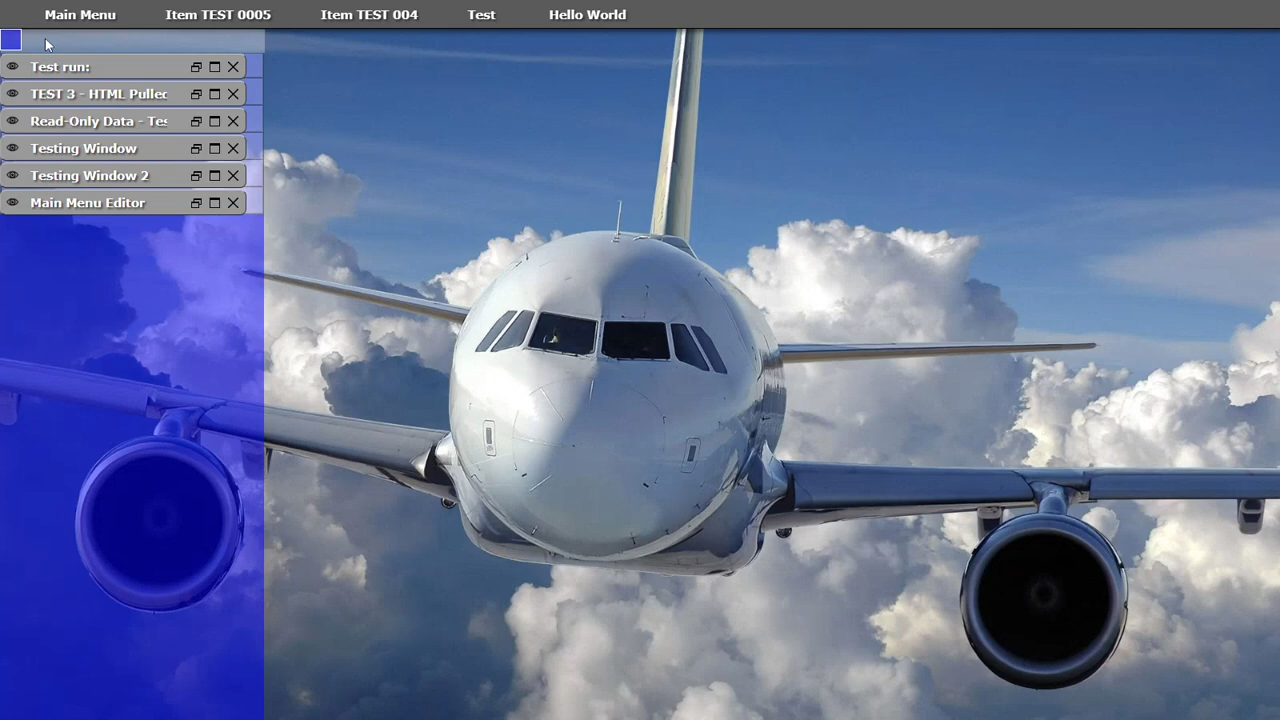 Main Menu Item TEST 0005 Item TEST 004 Test Hello World
Test run:
TEST 3 - HTML Pulled
Read-Only Data - Tes
Testing Window
Testing Window 2
Main Menu Editor